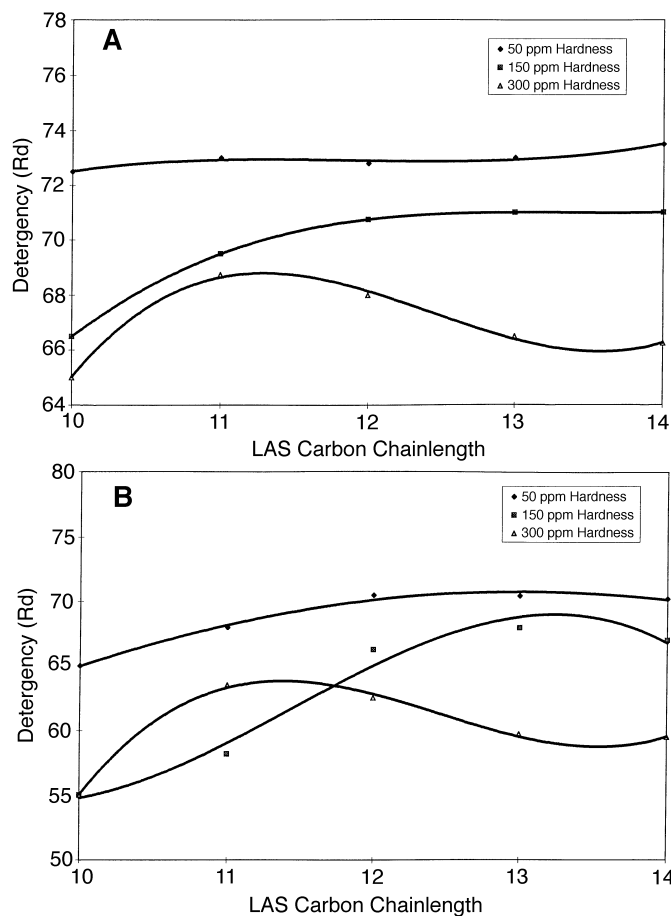 A
78
76
74
72
70
68
66
64
Detergency (Rd)
50 ppm Hardness
150 ppm Hardness
300 ppm Hardness
10 11 12 13 14
LAS Carbon Chainlength
B
80
75
70
65
60
55
50
Detergency (Rd)
50 ppm Hardness
150 ppm Hardness
300 ppm Hardness
10 11 12 13 14
LAS Carbon Chainlength